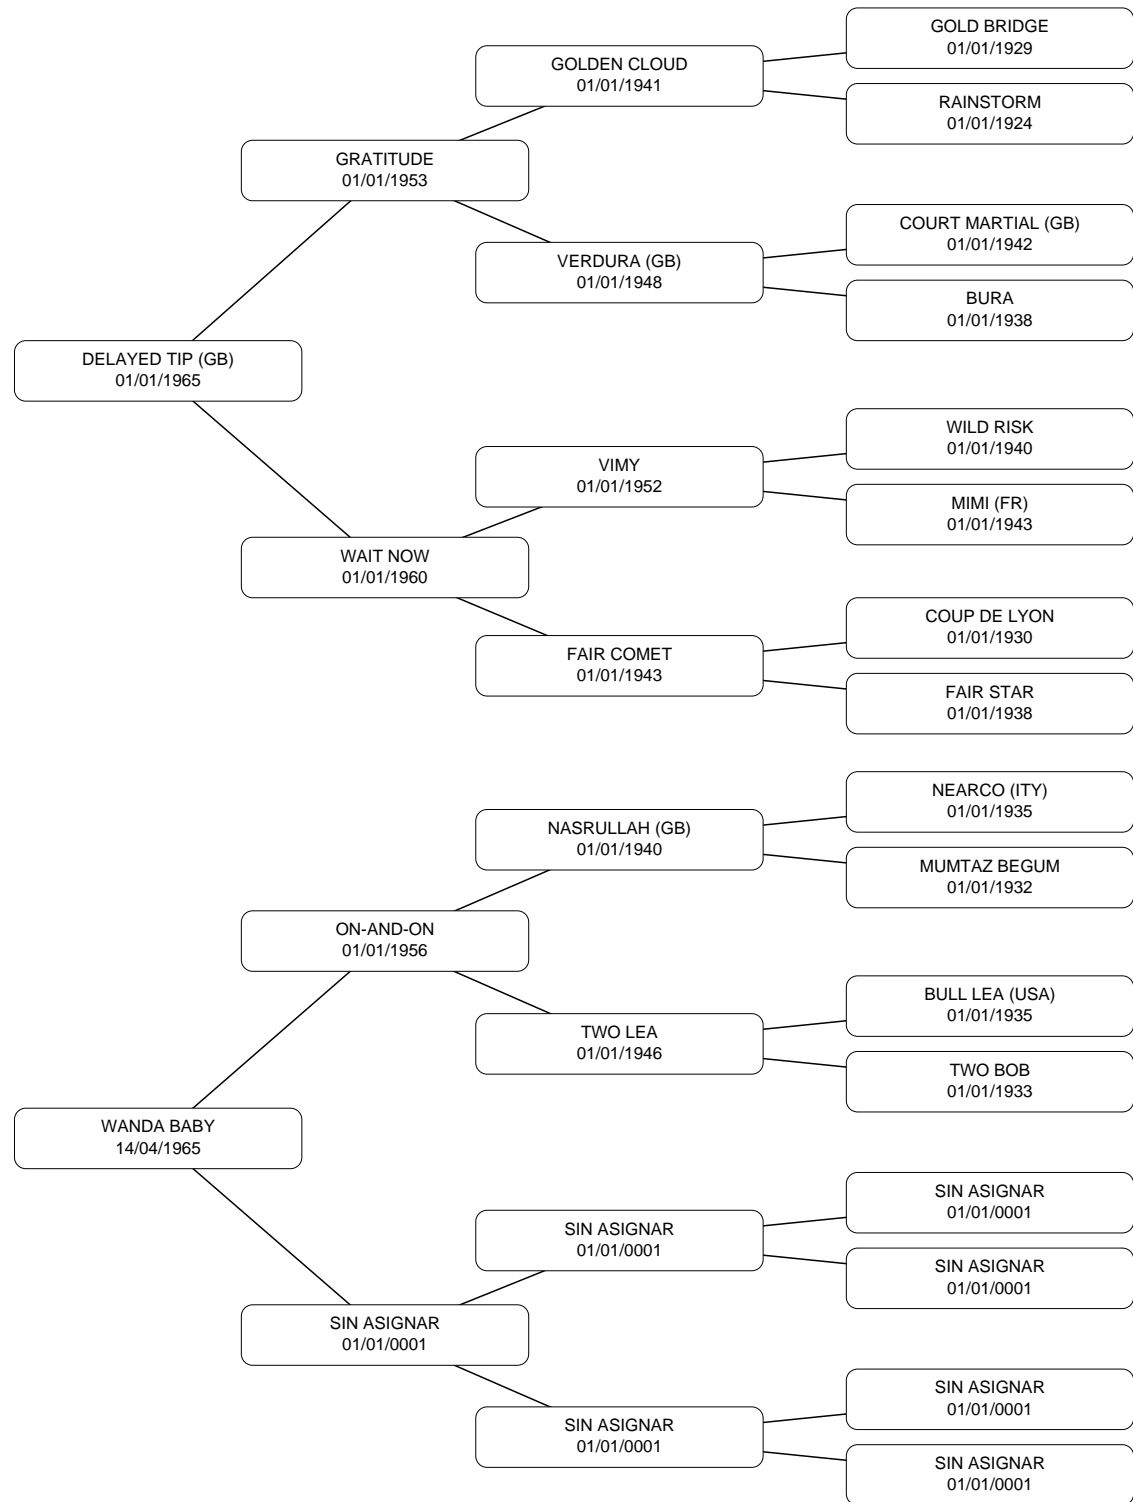 GOLD BRIDGE
01/01/1929
GOLDEN CLOUD
01/01/1941
RAINSTORM
01/01/1924
GRATITUDE
01/01/1953
COURT MARTIAL (GB)
01/01/1942
VERDURA (GB)
01/01/1948
BURA
01/01/1938
DELAYED TIP (GB)
01/01/1965
WILD RISK
01/01/1940
VIMY
01/01/1952
MIMI (FR)
01/01/1943
WAIT NOW
01/01/1960
COUP DE LYON
01/01/1930
FAIR COMET
01/01/1943
FAIR STAR
01/01/1938
NEARCO (ITY)
01/01/1935
NASRULLAH (GB)
01/01/1940
MUMTAZ BEGUM
01/01/1932
ON-AND-ON
01/01/1956
BULL LEA (USA)
01/01/1935
TWO LEA
01/01/1946
TWO BOB
01/01/1933
WANDA BABY
14/04/1965
SIN ASIGNAR
01/01/0001
SIN ASIGNAR
01/01/0001
SIN ASIGNAR
01/01/0001
SIN ASIGNAR
01/01/0001
SIN ASIGNAR
01/01/0001
SIN ASIGNAR
01/01/0001
SIN ASIGNAR
01/01/0001